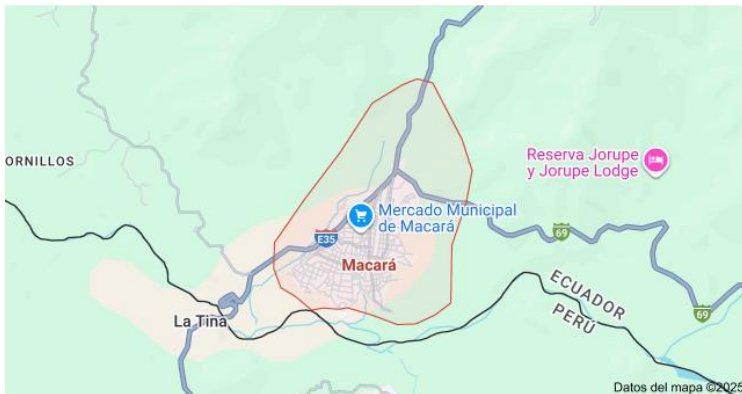 ORNILLOS
Reserva Jorupe
y Jorupe Lodge
Mercado Municipal
de Macará
E35
69
Macará
ECUADOR
PERÚ
La Tina
69
Datos del mapa ©2025